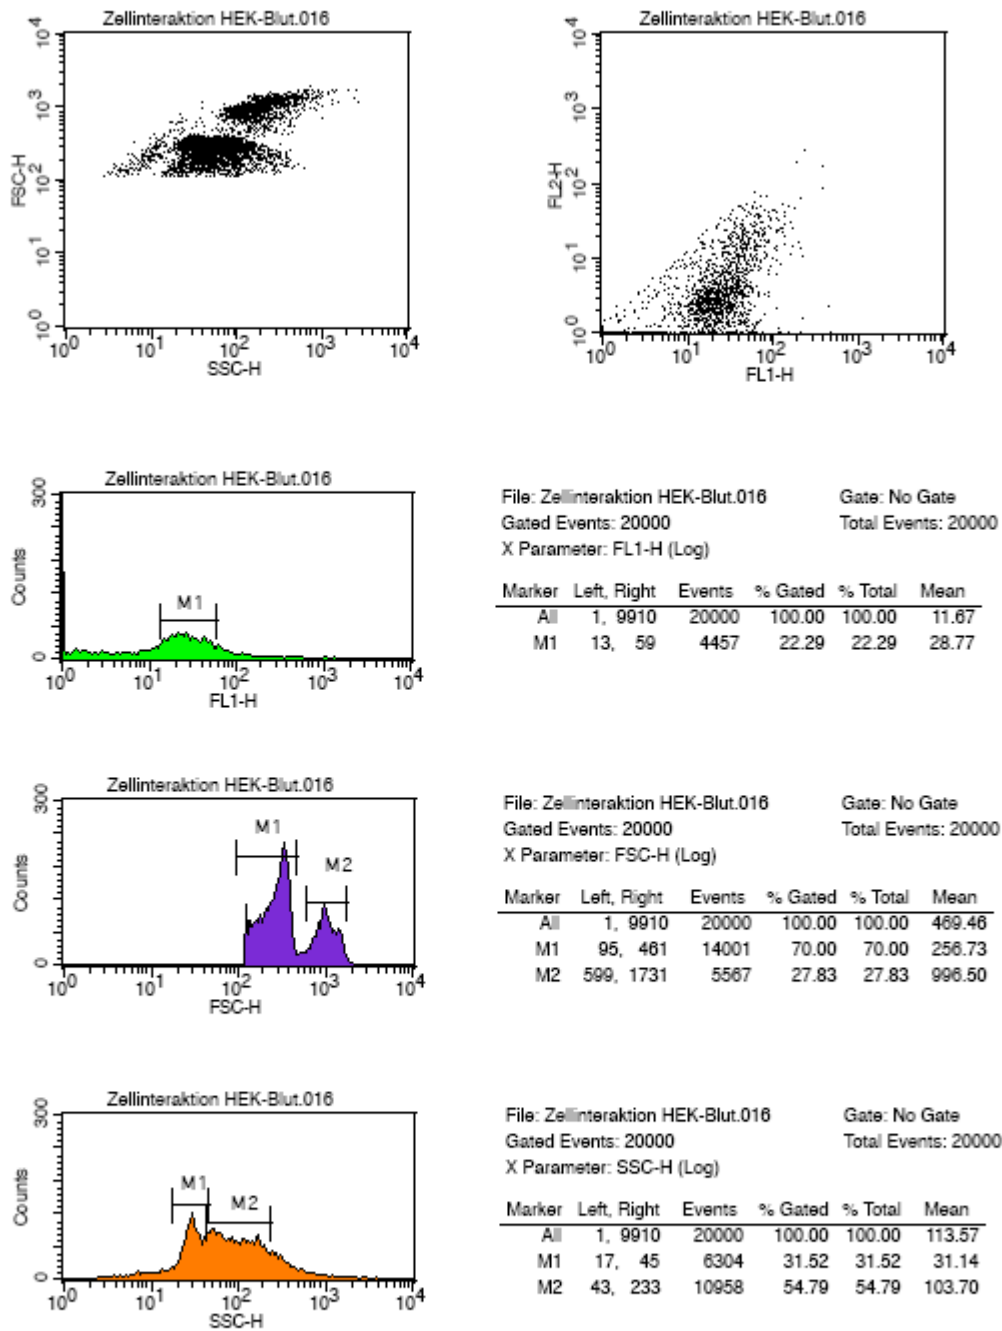 Zellinteraktion HEK-Blut.016
10^4
10^3
10^2
10^1
10^0
FSC-H
10^0 10^1 10^2 10^3 10^4
SSC-H
Zellinteraktion HEK-Blut.016
10^4
10^3
10^2
10^1
10^0
FL2-H
10^0 10^1 10^2 10^3 10^4
FL1-H
Zellinteraktion HEK-Blut.016
300
Counts
0
M1
10^0 10^1 10^2 10^3 10^4
FL1-H
File: Zellinteraktion HEK-Blut.016 Gate: No Gate
Gated Events: 20000 Total Events: 20000
X Parameter: FL1-H (Log)
Marker Left, Right Events % Gated % Total Mean
All 1, 9910 20000 100.00 100.00 11.67
M1 13, 59 4457 22.29 22.29 28.77
Zellinteraktion HEK-Blut.016
300
Counts
0
M1
M2
10^0 10^1 10^2 10^3 10^4
FSC-H
File: Zellinteraktion HEK-Blut.016 Gate: No Gate
Gated Events: 20000 Total Events: 20000
X Parameter: FSC-H (Log)
Marker Left, Right Events % Gated % Total Mean
All 1, 9910 20000 100.00 100.00 469.46
M1 95, 461 14001 70.00 70.00 256.73
M2 599, 1731 5567 27.83 27.83 996.50
Zellinteraktion HEK-Blut.016
300
Counts
0
M1
M2
10^0 10^1 10^2 10^3 10^4
SSC-H
File: Zellinteraktion HEK-Blut.016 Gate: No Gate
Gated Events: 20000 Total Events: 20000
X Parameter: SSC-H (Log)
Marker Left, Right Events % Gated % Total Mean
All 1, 9910 20000 100.00 100.00 113.57
M1 17, 45 6304 31.52 31.52 31.14
M2 43, 233 10958 54.79 54.79 103.70